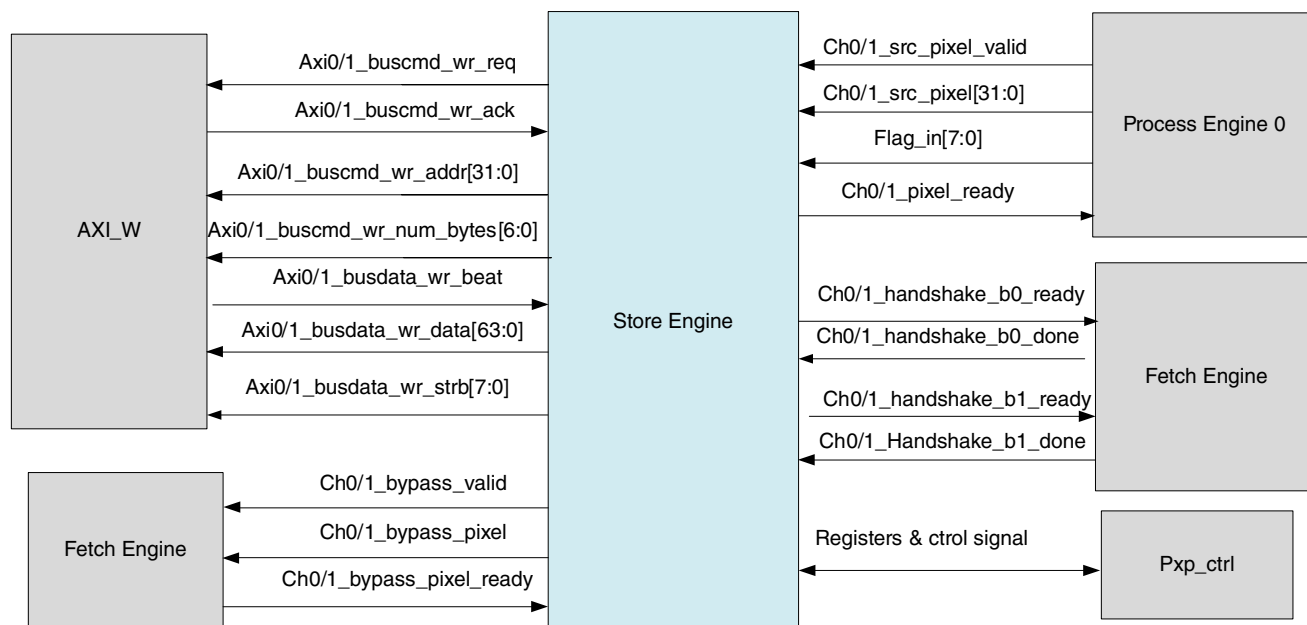 AXI_W
Axi0/1_buscmd_wr_req
Axi0/1_buscmd_wr_ack
Axi0/1_buscmd_wr_addr[31:0]
Axi0/1_buscmd_wr_num_bytes[6:0]
Axi0/1_busdata_wr_beat
Axi0/1_busdata_wr_data[63:0]
Axi0/1_busdata_wr_strb[7:0]
Fetch Engine
Ch0/1_bypass_valid
Ch0/1_bypass_pixel
Ch0/1_bypass_pixel_ready
Store Engine
Ch0/1_src_pixel_valid
Ch0/1_src_pixel[31:0]
Flag_in[7:0]
Ch0/1_pixel_ready
Process Engine 0
Ch0/1_handshake_b0_ready
Ch0/1_handshake_b0_done
Ch0/1_handshake_b1_ready
Ch0/1_Handshake_b1_done
Fetch Engine
Registers & ctrol signal
Pxp_ctrl